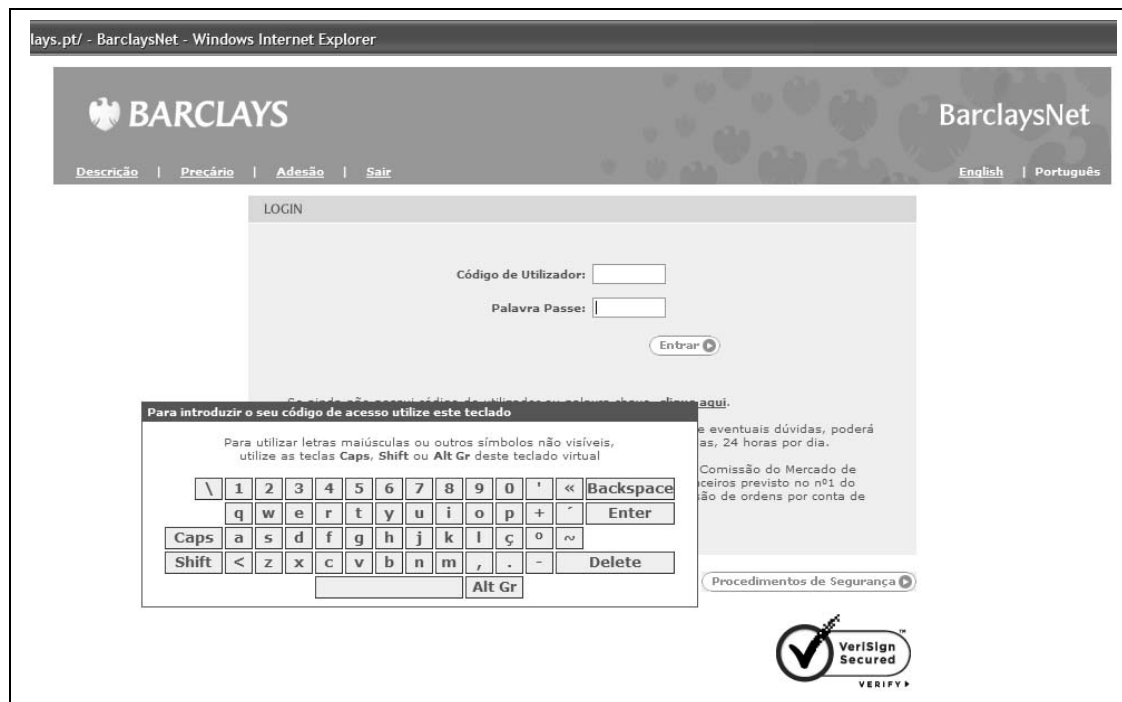 lays.pt/ - BarclaysNet - Windows Internet Explorer
BARCLAYS
BarclaysNet
Descrição | Preçário | Adesão | Sair
English | Português
LOGIN
Código de Utilizador:
Palavra Passe:
Entrar
clique aqui.
e eventuais dúvidas, poderá
as, 24 horas por dia.
Comissão do Mercado de
ceiros previsto no nº1 do
são de ordens por conta de
Para introduzir o seu código de acesso utilize este teclado
Para utilizar letras maiúsculas ou outros símbolos não visíveis,
utilize as teclas Caps, Shift ou Alt Gr deste teclado virtual
\ 1 2 3 4 5 6 7 8 9 0 ' « Backspace
q w e r t y u i o p + ´ Enter
Caps a s d f g h j k l ç º ~
Shift < z x c v b n m , . - Delete
Alt Gr
Procedimentos de Segurança
VeriSign
Secured
VERIFY